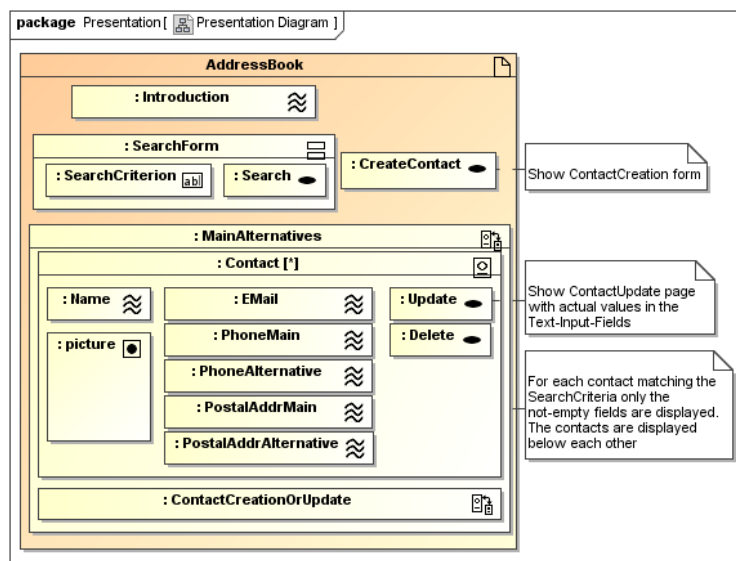 package Presentation [ Presentation Diagram ]
AddressBook
: Introduction
: SearchForm
: SearchCriterion ab|
: Search
: CreateContact
Show ContactCreation form
: MainAlternatives
: Contact [*]
: Name
: EMail
: Update
Show ContactUpdate page
with actual values in the
Text-Input-Fields
: picture
: PhoneMain
: Delete
: PhoneAlternative
: PostalAddrMain
: PostalAddrAlternative
For each contact matching the
SearchCriteria only the
not-empty fields are displayed.
The contacts are displayed
below each other
: ContactCreationOrUpdate